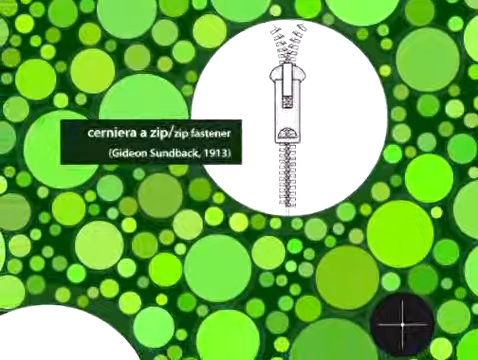 cerniera a zip/zip fastener
(Gideon Sundback, 1913)